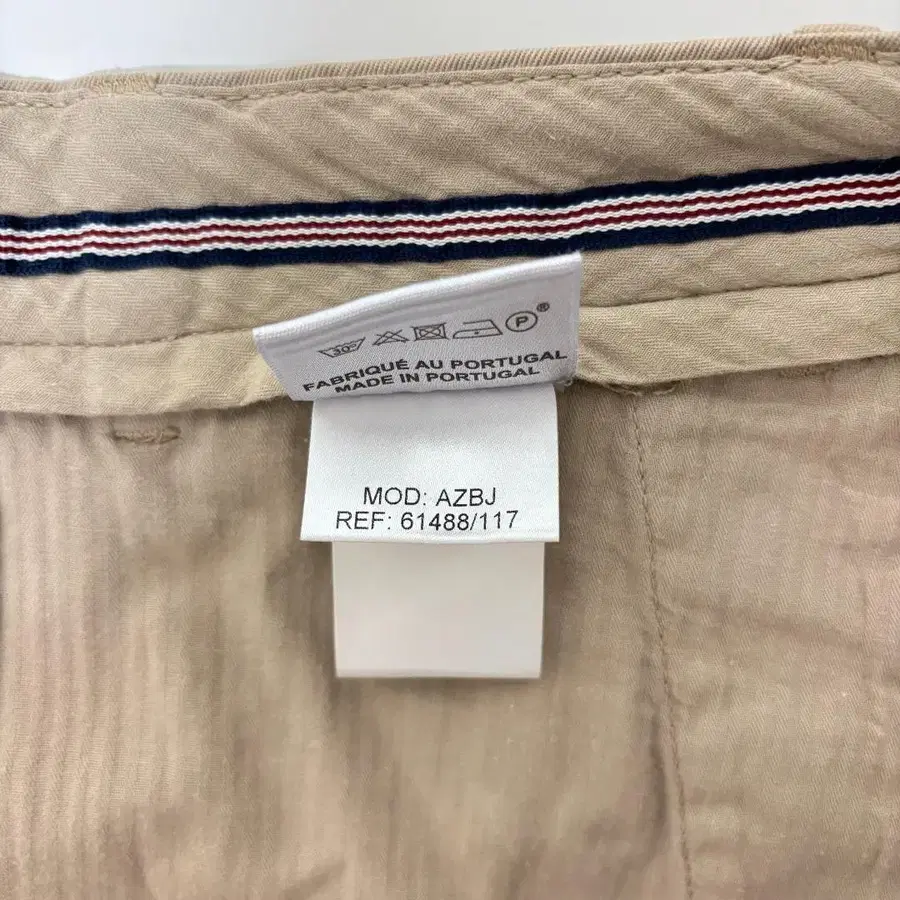 30° P ®
FABRIQUÉ AU PORTUGAL
MADE IN PORTUGAL
MOD: AZBJ
REF: 61488/117